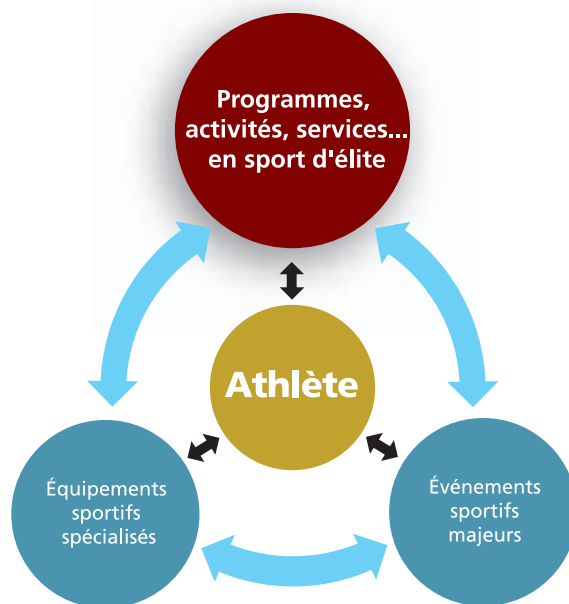 Programmes,
activités, services...
en sport d'élite
Athlète
Équipements
sportifs
spécialisés
Événements
sportifs
majeurs